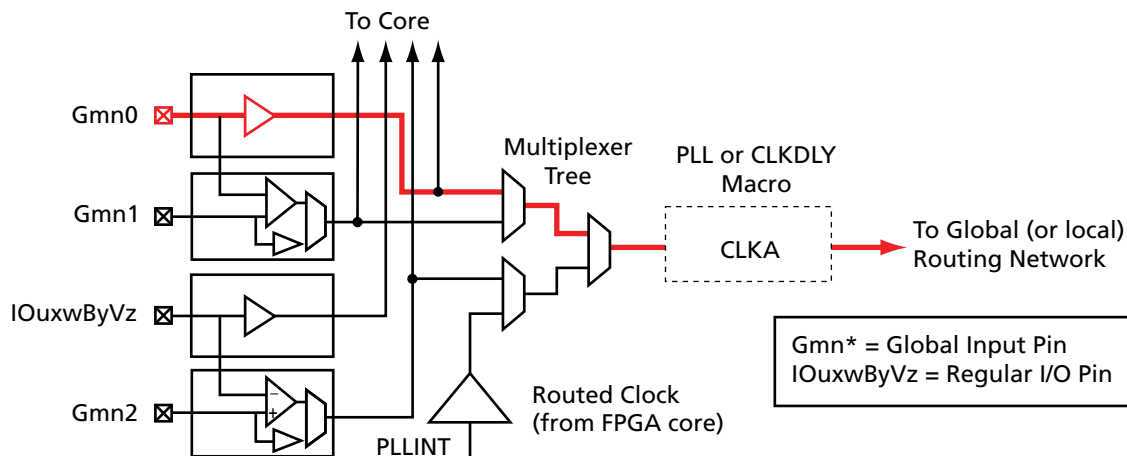 To Core
Gmn0
Multiplexer
Tree
PLL or CLKDLY
Macro
Gmn1
CLKA
To Global (or local)
Routing Network
IOuxwByVz
Gmn* = Global Input Pin
IOuxwByVz = Regular I/O Pin
−
+
Gmn2
Routed Clock
(from FPGA core)
PLLINT